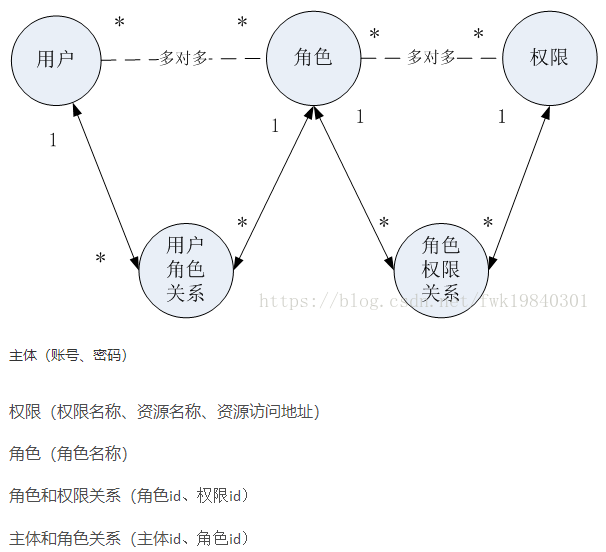 * * * *
用户 多对多 角色 多对多 权限
1 1 1 1
* * * *
用户
角色
关系
角色
权限
关系
https://blog.csdn.net/fwk19840301
主体（账号、密码）
权限（权限名称、资源名称、资源访问地址）
角色（角色名称）
角色和权限关系（角色id、权限id）
主体和角色关系（主体id、角色id）